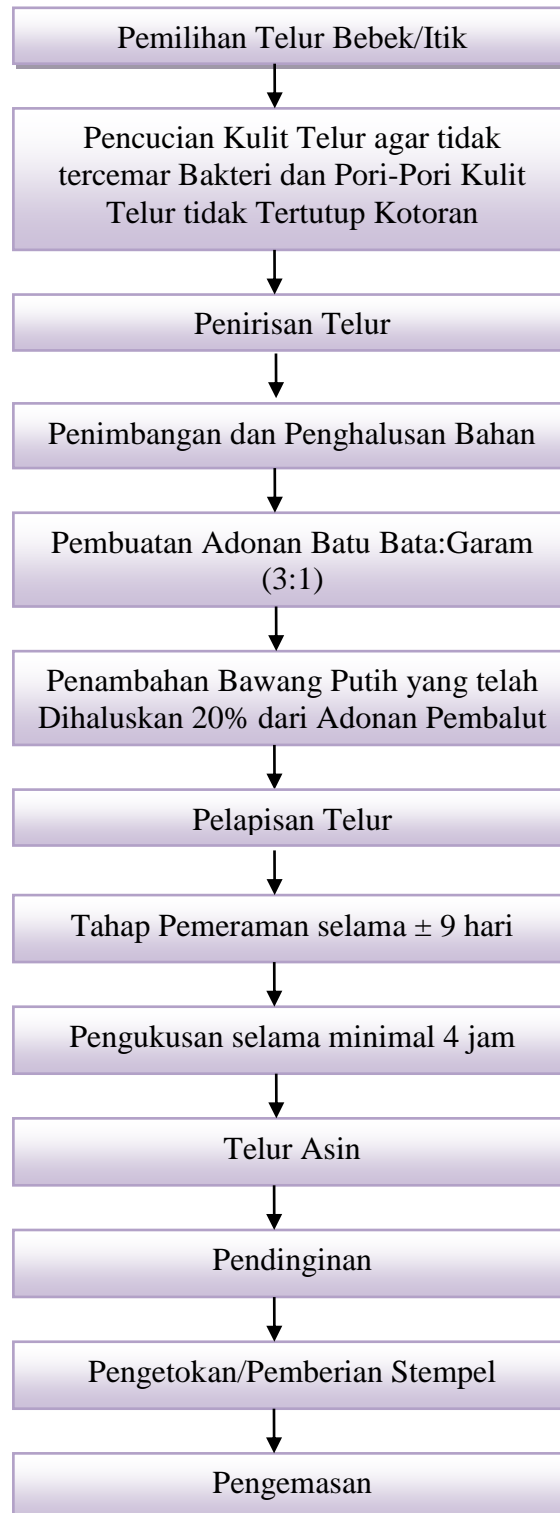 Pemilihan Telur Bebek/Itik
Pencucian Kulit Telur agar tidak
tercemar Bakteri dan Pori-Pori Kulit
Telur tidak Tertutup Kotoran
Penirisan Telur
Penimbangan dan Penghalusan Bahan
Pembuatan Adonan Batu Bata:Garam
(3:1)
Penambahan Bawang Putih yang telah
Dihaluskan 20% dari Adonan Pembalut
Pelapisan Telur
Tahap Pemeraman selama ± 9 hari
Pengukusan selama minimal 4 jam
Telur Asin
Pendinginan
Pengetokan/Pemberian Stempel
Pengemasan